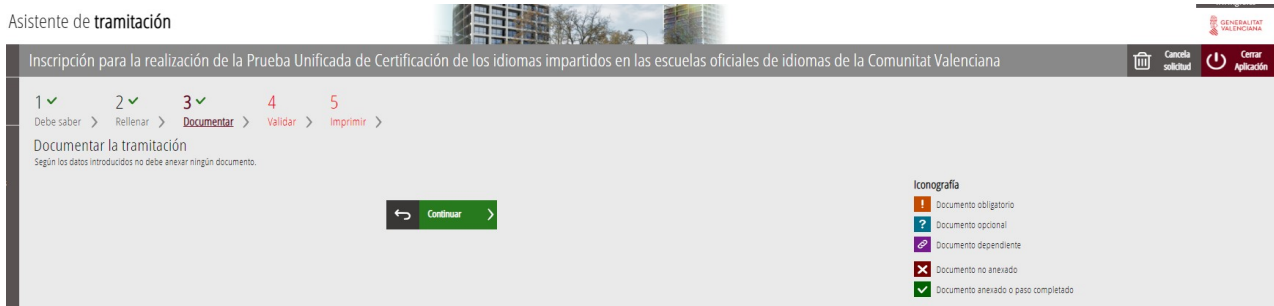 Asistente de tramitación
GENERALITAT
VALENCIANA
Inscripción para la realización de la Prueba Unificada de Certificación de los idiomas impartidos en las escuelas oficiales de idiomas de la Comunitat Valenciana
Cancela
solicitud
Cerrar
Aplicación
1 2 3 4 5
Debe saber Rellenar Documentar Validar Imprimir
Documentar la tramitación
Según los datos introducidos no debe anexar ningún documento.
Continuar
Iconografía
! Documento obligatorio
? Documento opcional
Documento dependiente
Documento no anexado
Documento anexado o paso completado